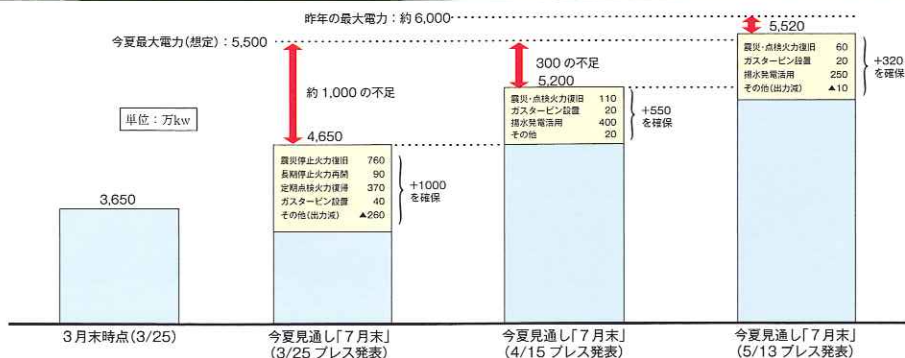 昨年の最大電力：約6,000
今夏最大電力（想定）：5,500
単位：万kw
3,650
3月末時点（3/25）
約1,000の不足
4,650
震災停止火力復旧 760
長期停止火力再開 90
定期点検火力復帰 370
ガスタービン設置 40
その他（出力減） ▲260
+1000
を確保
今夏見通し「7月末」
（3/25 プレス発表）
300の不足
5,200
震災・点検火力復旧 110
ガスタービン設置 20
揚水発電活用 400
その他 20
+550
を確保
今夏見通し「7月末」
（4/15 プレス発表）
5,520
震災・点検火力復旧 60
ガスタービン設置 20
揚水発電活用 250
その他（出力減） ▲10
+320
を確保
今夏見通し「7月末」
（5/13 プレス発表）